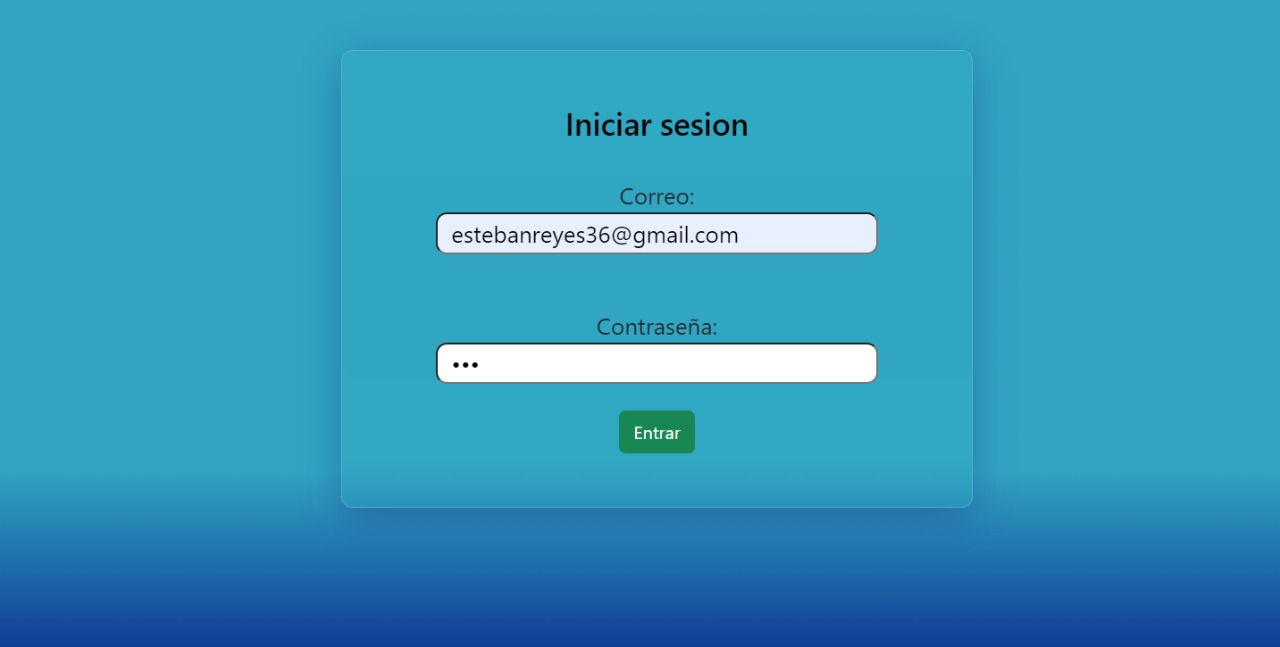 Iniciar sesion
Correo:
estebanreyes36@gmail.com
Contraseña:
•••
Entrar